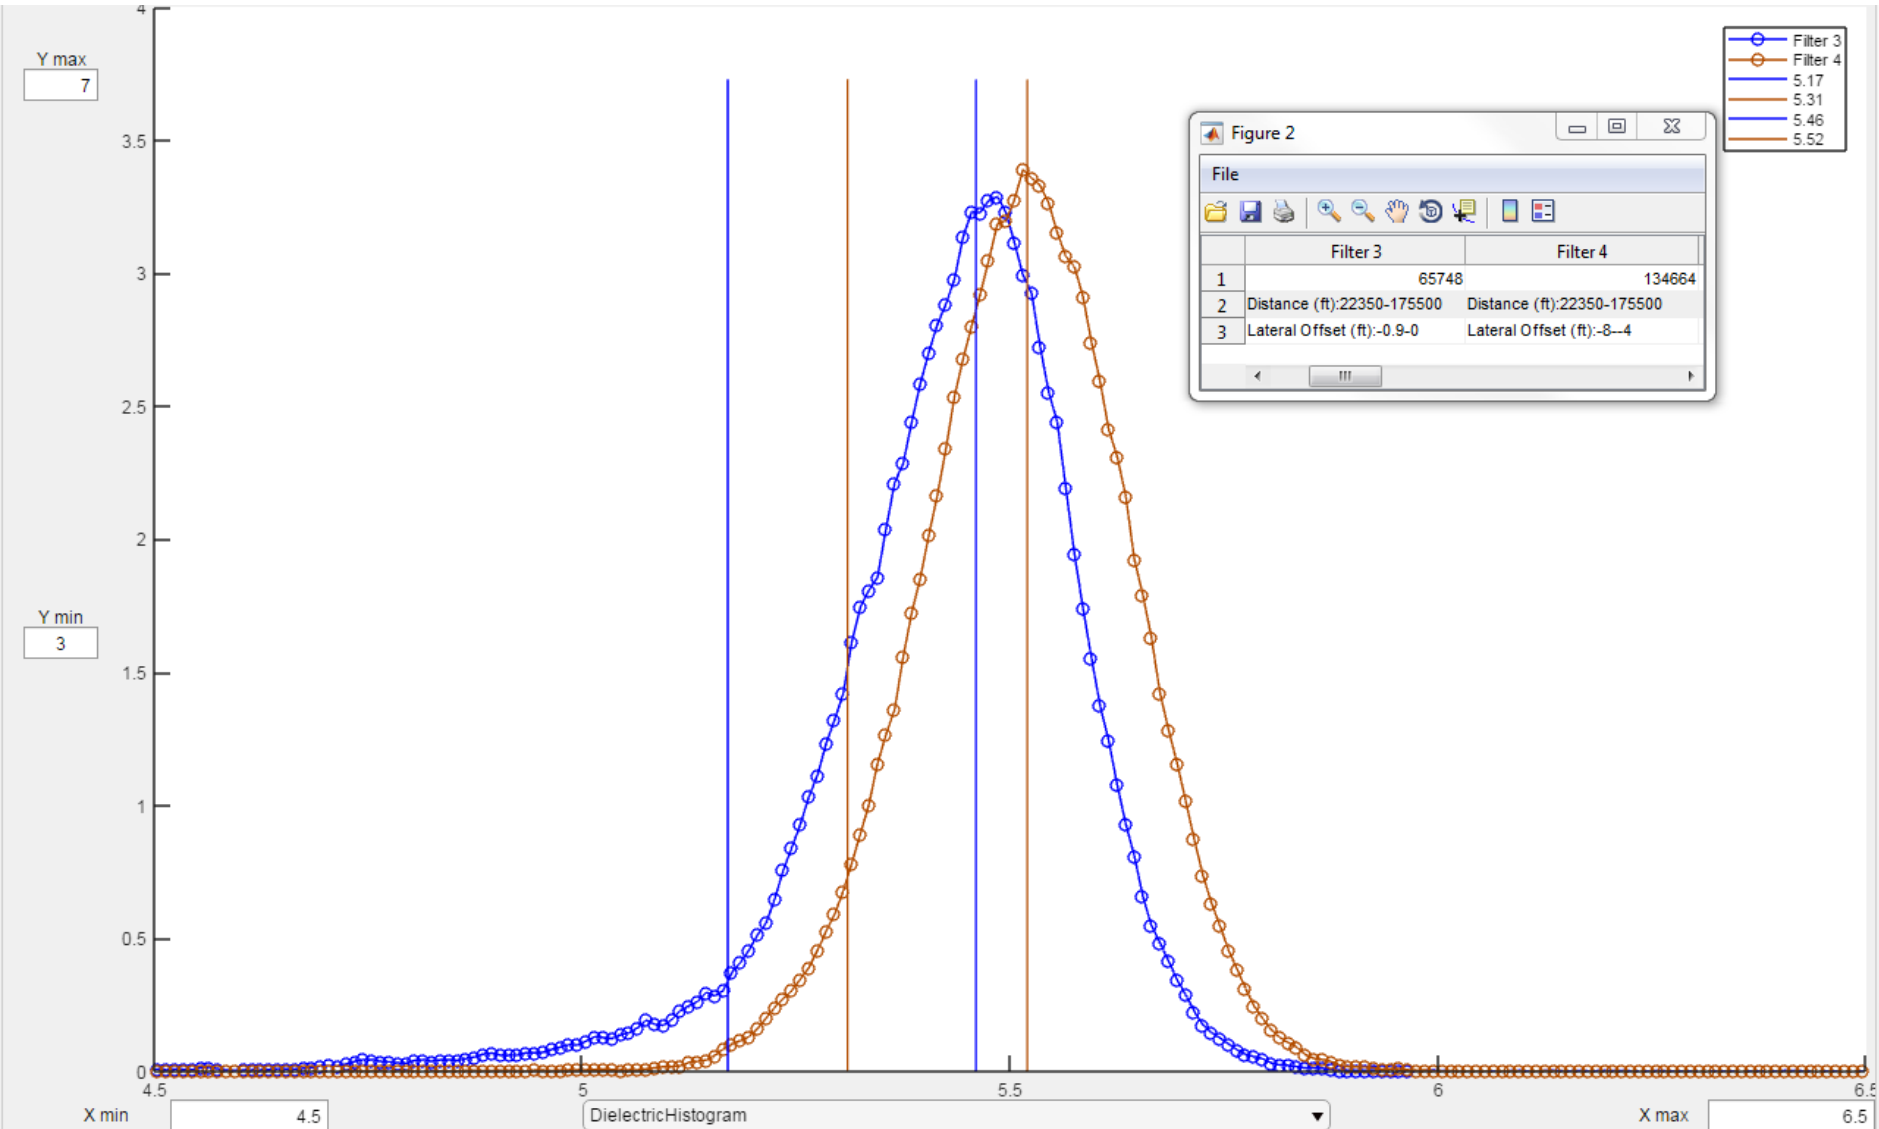 4
Y max
7
3.5
3
2.5
2
Y min
3
1.5
1
0.5
0
4.5
5
5.5
6
6.5
X min
4.5
DielectricHistogram
X max
6.5
Filter 3
Filter 4
5.17
5.31
5.46
5.52
Figure 2
File
Filter 3 Filter 4
1 65748 134664
2 Distance (ft):22350-175500 Distance (ft):22350-175500
3 Lateral Offset (ft):-0.9-0 Lateral Offset (ft):-8--4